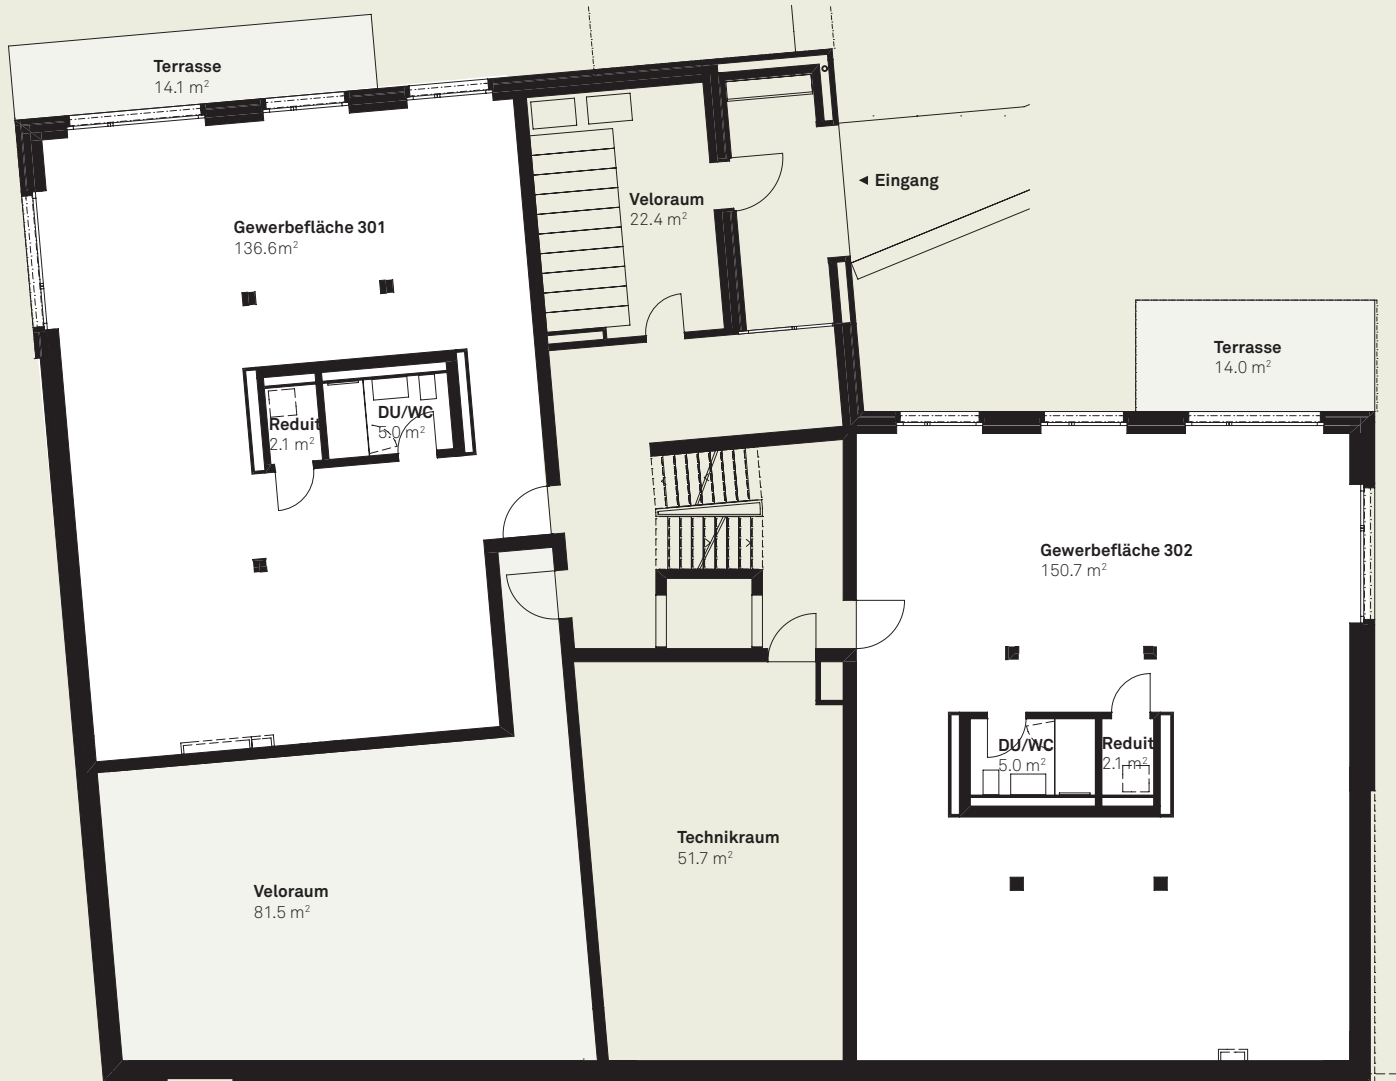 Terrasse
14.1 m²
Eingang
Veloraum
22.4 m²
Gewerbefläche 301
136.6m²
Terrasse
14.0 m²
DU/WC
5.0 m²
Reduit
2.1 m²
Gewerbefläche 302
150.7 m²
DU/WC
5.0 m²
Reduit
2.1 m²
Technikraum
51.7 m²
Veloraum
81.5 m²